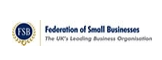 FSB
Federation of Small Businesses
The UK's Leading Business Organisation